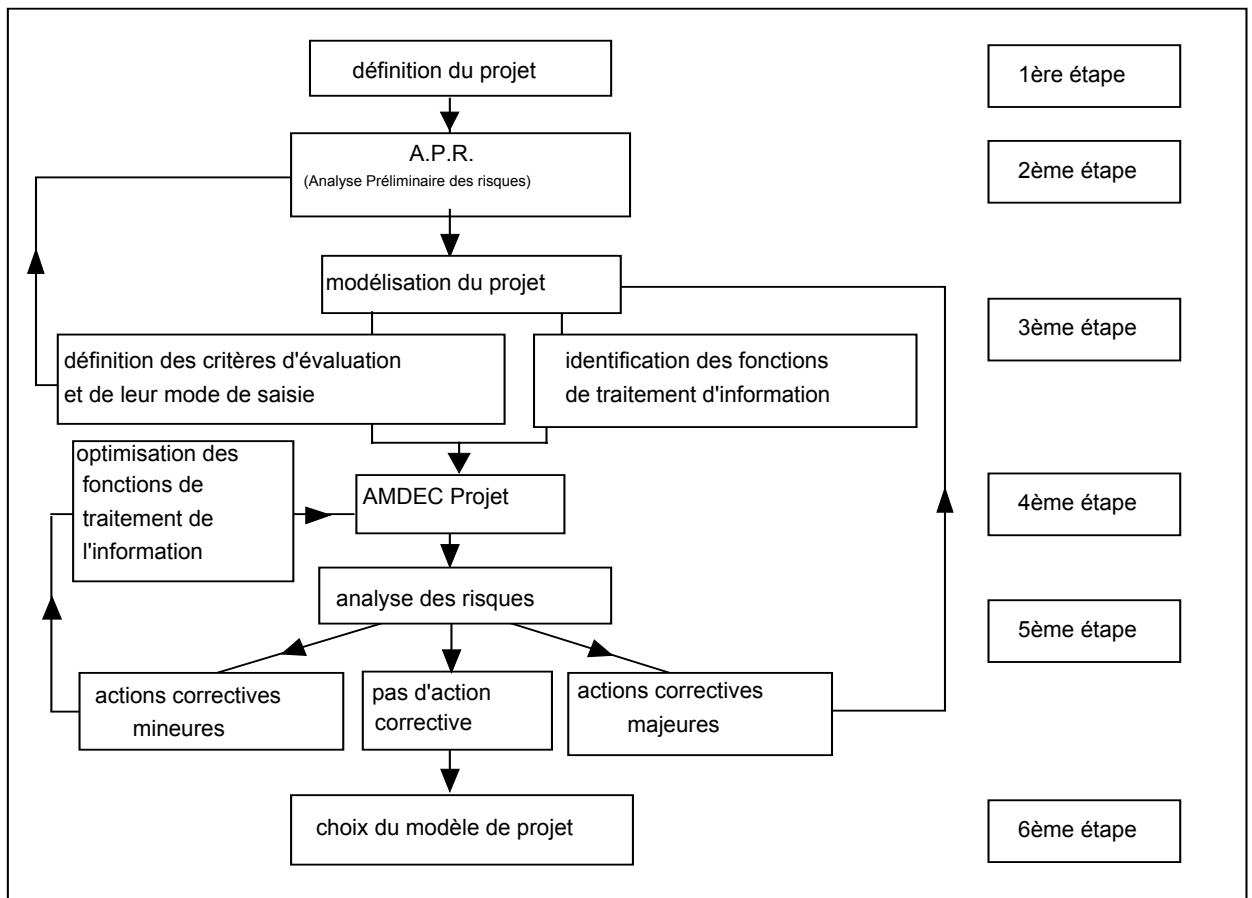 définition du projet
1ère étape
A.P.R.
(Analyse Préliminaire des risques)
2ème étape
modélisation du projet
3ème étape
définition des critères d'évaluation
et de leur mode de saisie
identification des fonctions
de traitement d'information
optimisation des
fonctions de
traitement de
l'information
AMDEC Projet
4ème étape
analyse des risques
5ème étape
actions correctives
mineures
pas d'action
corrective
actions correctives
majeures
choix du modèle de projet
6ème étape